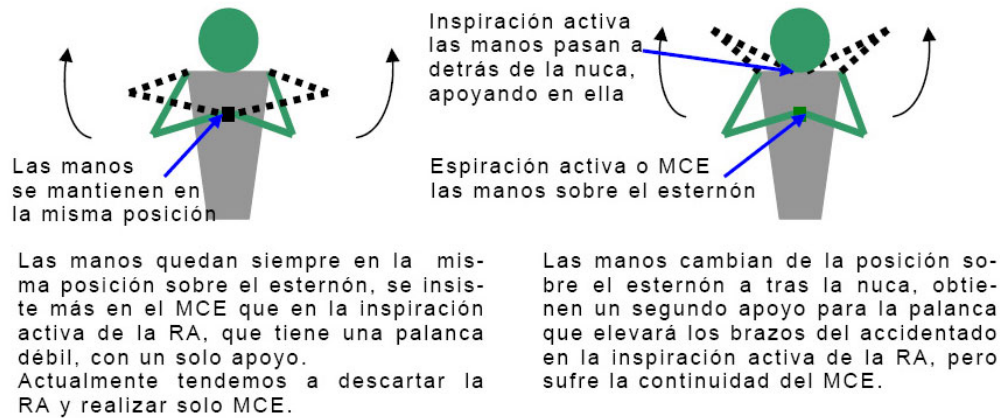 Las manos
se mantienen en
la misma posición
Inspiración activa
las manos pasan a
detrás de la nuca,
apoyando en ella
Espiración activa o MCE
las manos sobre el esternón
Las manos quedan siempre en la mis-
ma posición sobre el esternón, se insis-
te más en el MCE que en la inspiración
activa de la RA, que tiene una palanca
débil, con un solo apoyo.
Actualmente tendemos a descartar la
RA y realizar solo MCE.
Las manos cambian de la posición so-
bre el esternón a tras la nuca, obtie-
nen un segundo apoyo para la palanca
que elevará los brazos del accidentado
en la inspiración activa de la RA, pero
sufre la continuidad del MCE.